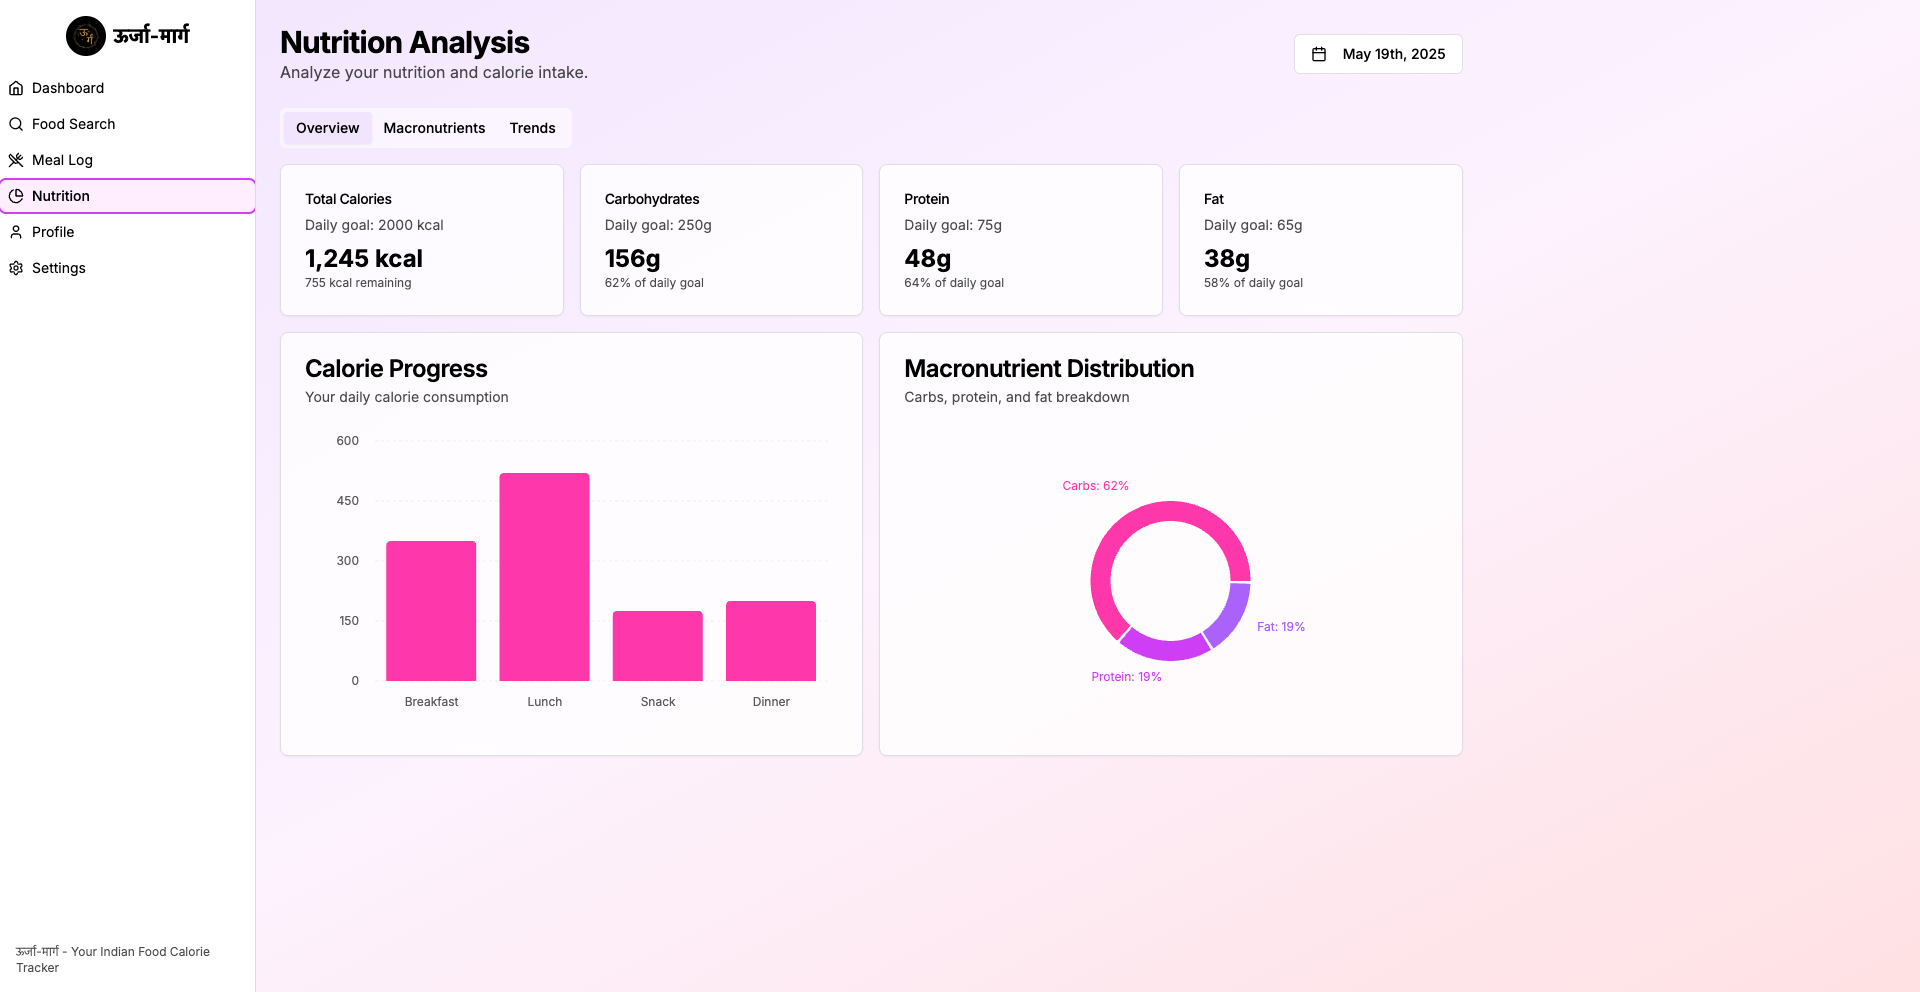 ऊर्जा-मार्ग
Dashboard
Food Search
Meal Log
Nutrition
Profile
Settings
ऊर्जा-मार्ग - Your Indian Food Calorie
Tracker
Nutrition Analysis
Analyze your nutrition and calorie intake.
May 19th, 2025
Overview Macronutrients Trends
Total Calories
Daily goal: 2000 kcal
1,245 kcal
755 kcal remaining
Carbohydrates
Daily goal: 250g
156g
62% of daily goal
Protein
Daily goal: 75g
48g
64% of daily goal
Fat
Daily goal: 65g
38g
58% of daily goal
Calorie Progress
Your daily calorie consumption
600
450
300
150
0
Breakfast Lunch Snack Dinner
Macronutrient Distribution
Carbs, protein, and fat breakdown
Carbs: 62%
Fat: 19%
Protein: 19%